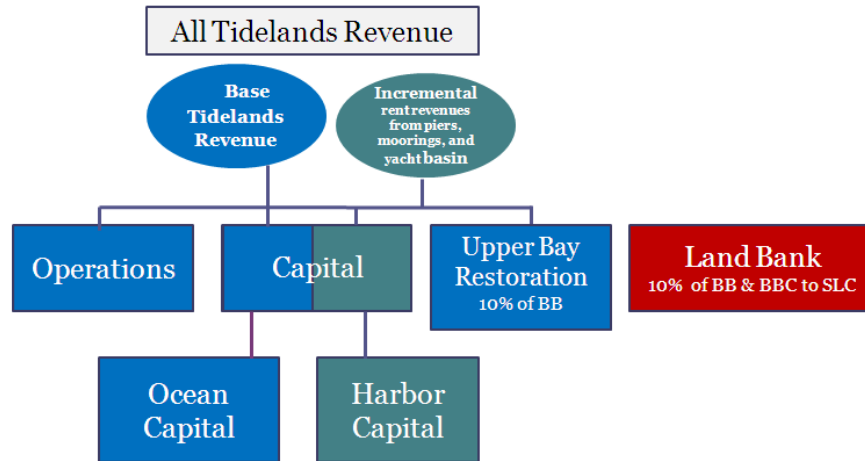 All Tidelands Revenue
Base
Tidelands
Revenue
Incremental
rent revenues
from piers,
moorings, and
yacht basin
Operations
Capital
Upper Bay
Restoration
10% of BB
Land Bank
10% of BB & BBC to SLC
Ocean
Capital
Harbor
Capital